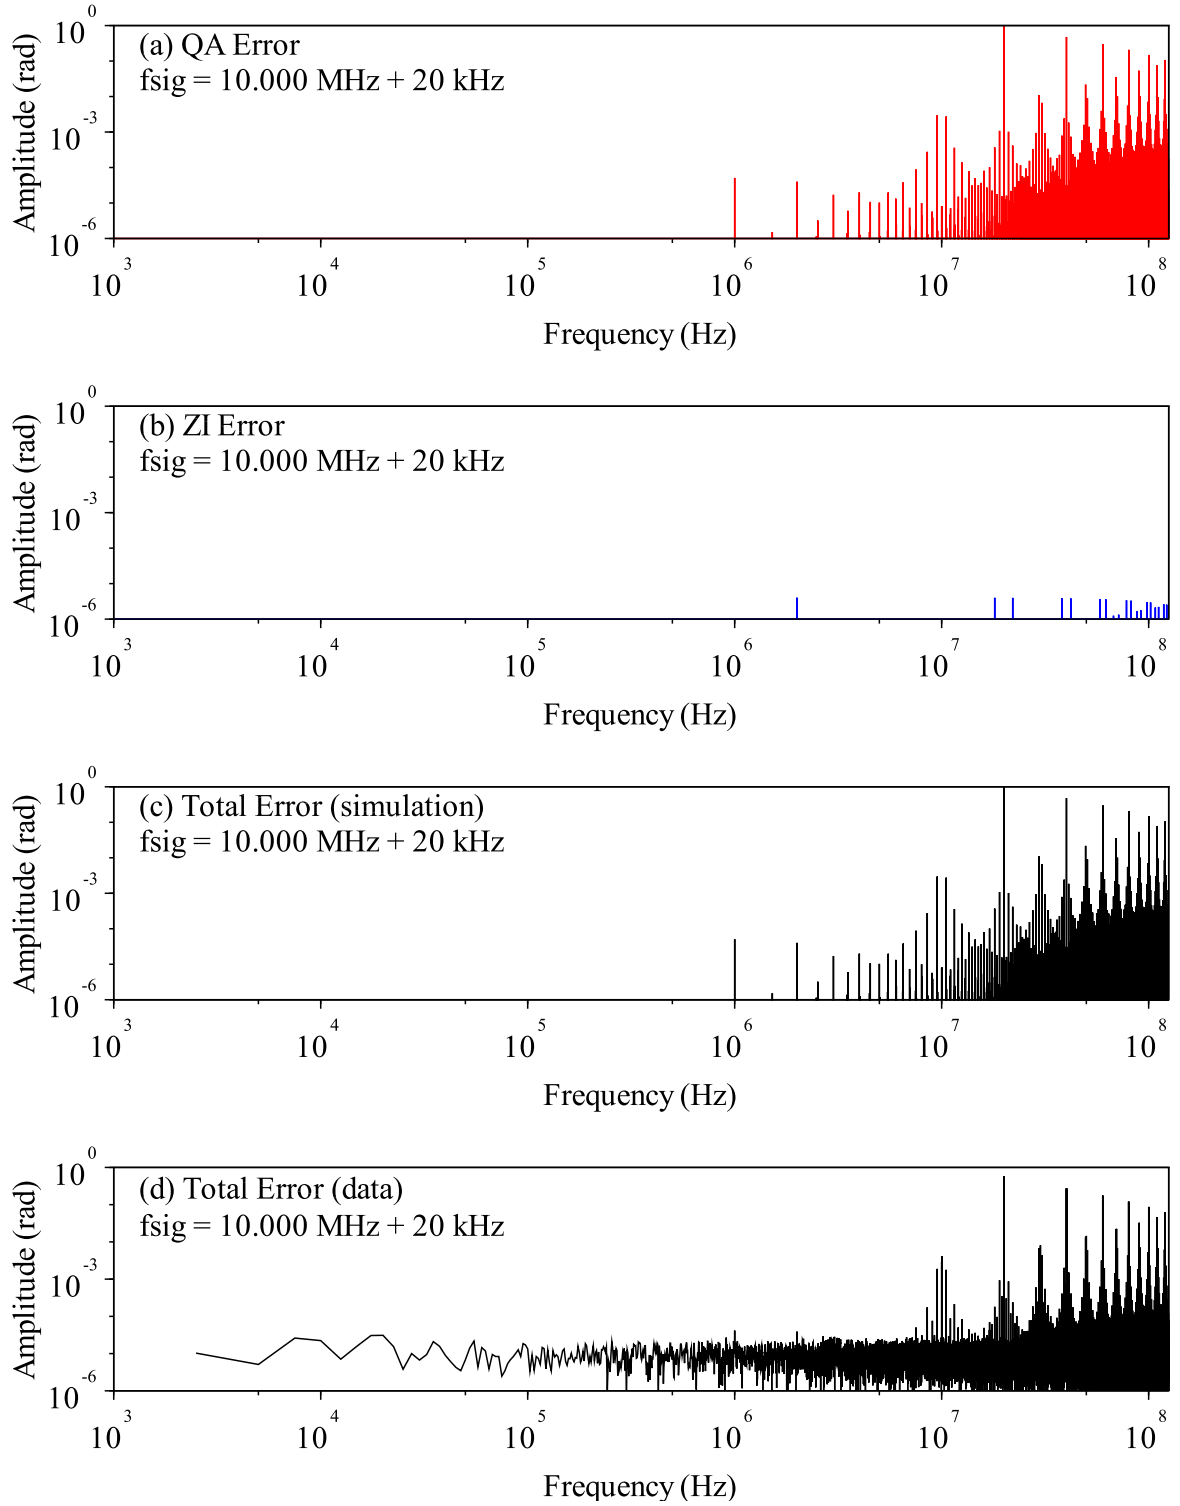 10^0
(a) QA Error
fsig = 10.000 MHz + 20 kHz
Amplitude (rad)
10^-3
10^-6
10^3 10^4 10^5 10^6 10^7 10^8
Frequency (Hz)
10^0
(b) ZI Error
fsig = 10.000 MHz + 20 kHz
Amplitude (rad)
10^-3
10^-6
10^3 10^4 10^5 10^6 10^7 10^8
Frequency (Hz)
10^0
(c) Total Error (simulation)
fsig = 10.000 MHz + 20 kHz
Amplitude (rad)
10^-3
10^-6
10^3 10^4 10^5 10^6 10^7 10^8
Frequency (Hz)
10^0
(d) Total Error (data)
fsig = 10.000 MHz + 20 kHz
Amplitude (rad)
10^-3
10^-6
10^3 10^4 10^5 10^6 10^7 10^8
Frequency (Hz)